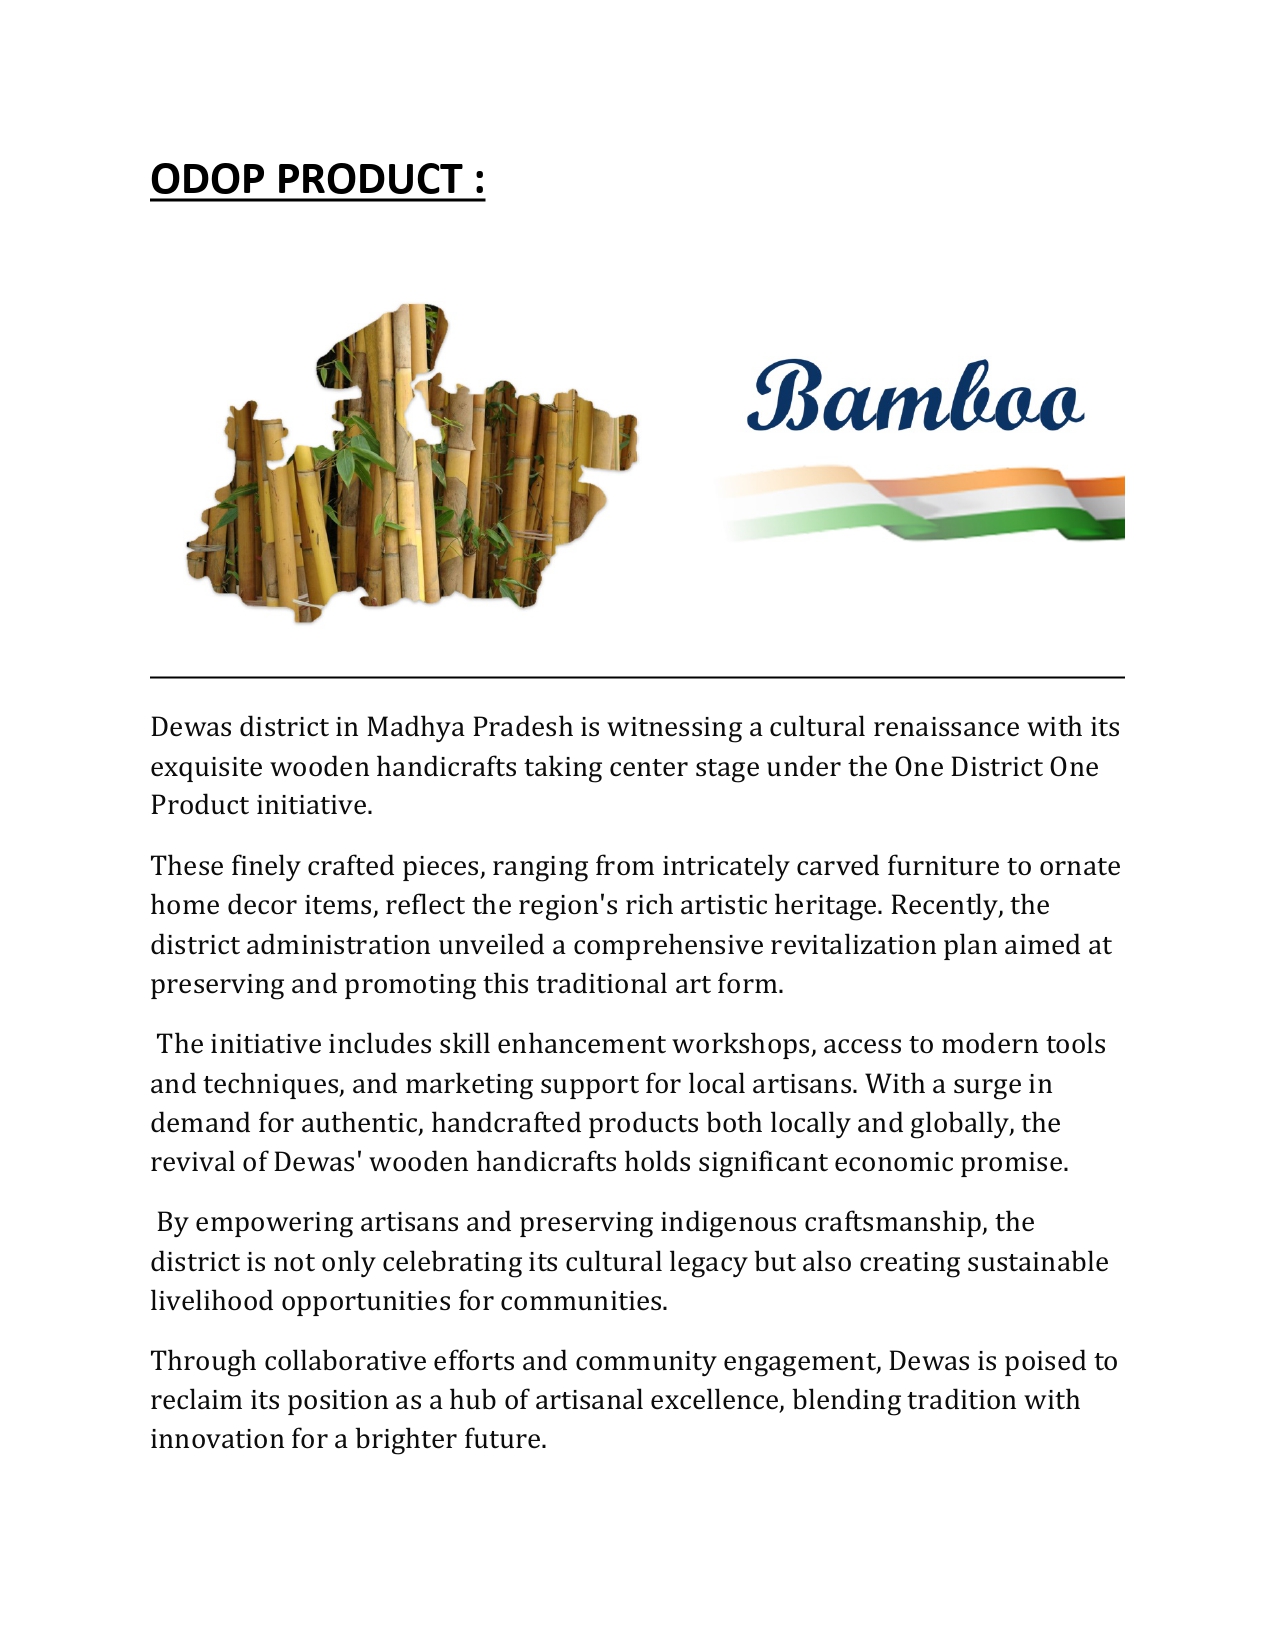 ODOP PRODUCT :
Bamboo
Dewas district in Madhya Pradesh is witnessing a cultural renaissance with its
exquisite wooden handicrafts taking center stage under the One District One
Product initiative.
These finely crafted pieces, ranging from intricately carved furniture to ornate
home decor items, reflect the region's rich artistic heritage. Recently, the
district administration unveiled a comprehensive revitalization plan aimed at
preserving and promoting this traditional art form.
The initiative includes skill enhancement workshops, access to modern tools
and techniques, and marketing support for local artisans. With a surge in
demand for authentic, handcrafted products both locally and globally, the
revival of Dewas' wooden handicrafts holds significant economic promise.
By empowering artisans and preserving indigenous craftsmanship, the
district is not only celebrating its cultural legacy but also creating sustainable
livelihood opportunities for communities.
Through collaborative efforts and community engagement, Dewas is poised to
reclaim its position as a hub of artisanal excellence, blending tradition with
innovation for a brighter future.